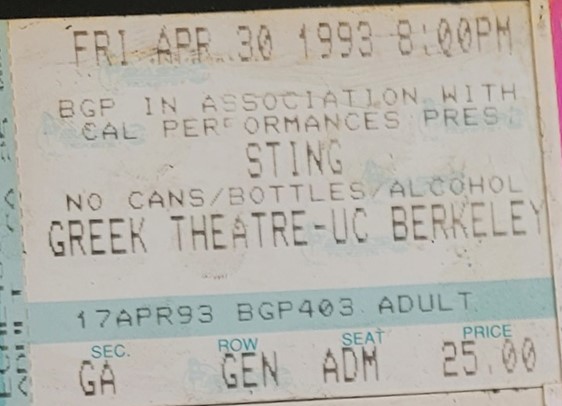 FRI APR 30 1993 8:00PM
BGP IN ASSOCIATION WITH
CAL PERFORMANCES PRES
STING
NO CANS/BOTTLES/ALCOHOL
GREEK THEATRE-UC BERKELEY
17APR93 BGP403 ADULT
SEC. ROW SEAT PRICE
GA GEN ADM 25.00